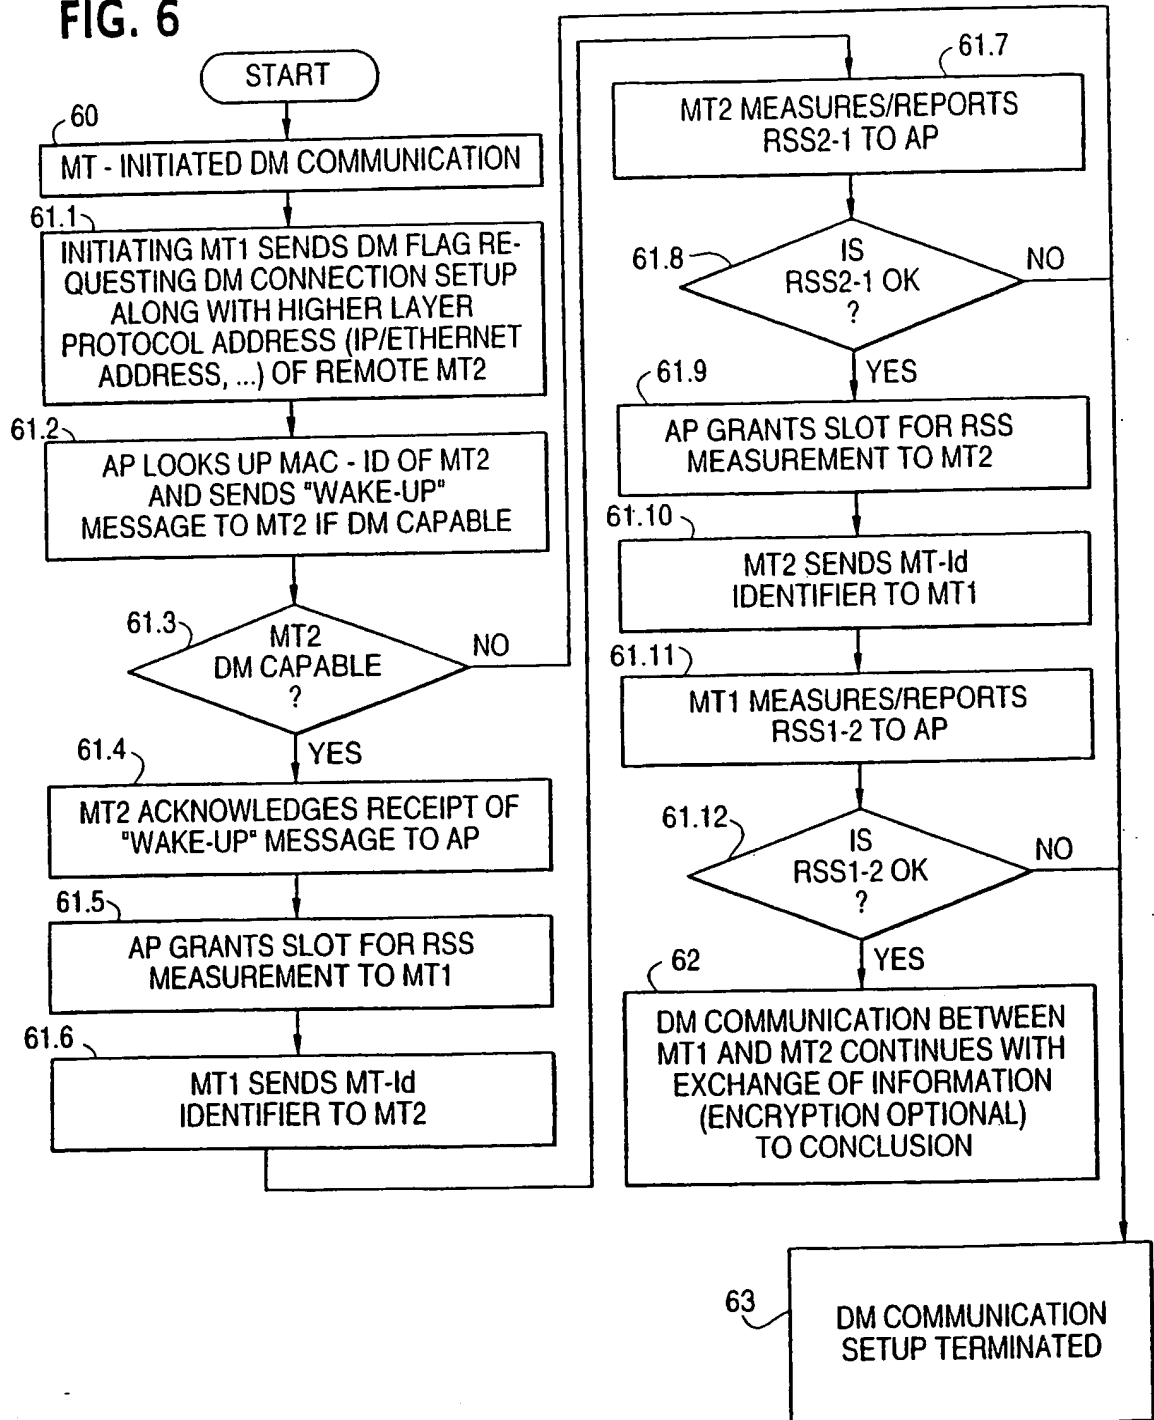 FIG. 6
START
60
MT - INITIATED DM COMMUNICATION
61.1
INITIATING MT1 SENDS DM FLAG RE-
QUESTING DM CONNECTION SETUP
ALONG WITH HIGHER LAYER
PROTOCOL ADDRESS (IP/ETHERNET
ADDRESS, ...) OF REMOTE MT2
61.2
AP LOOKS UP MAC - ID OF MT2
AND SENDS "WAKE-UP"
MESSAGE TO MT2 IF DM CAPABLE
61.3
MT2
DM CAPABLE
?
NO
YES
61.4
MT2 ACKNOWLEDGES RECEIPT OF
"WAKE-UP" MESSAGE TO AP
61.5
AP GRANTS SLOT FOR RSS
MEASUREMENT TO MT1
61.6
MT1 SENDS MT-Id
IDENTIFIER TO MT2
61.7
MT2 MEASURES/REPORTS
RSS2-1 TO AP
61.8
IS
RSS2-1 OK
?
NO
YES
61.9
AP GRANTS SLOT FOR RSS
MEASUREMENT TO MT2
61.10
MT2 SENDS MT-Id
IDENTIFIER TO MT1
61.11
MT1 MEASURES/REPORTS
RSS1-2 TO AP
61.12
IS
RSS1-2 OK
?
NO
YES
62
DM COMMUNICATION BETWEEN
MT1 AND MT2 CONTINUES WITH
EXCHANGE OF INFORMATION
(ENCRYPTION OPTIONAL)
TO CONCLUSION
63
DM COMMUNICATION
SETUP TERMINATED